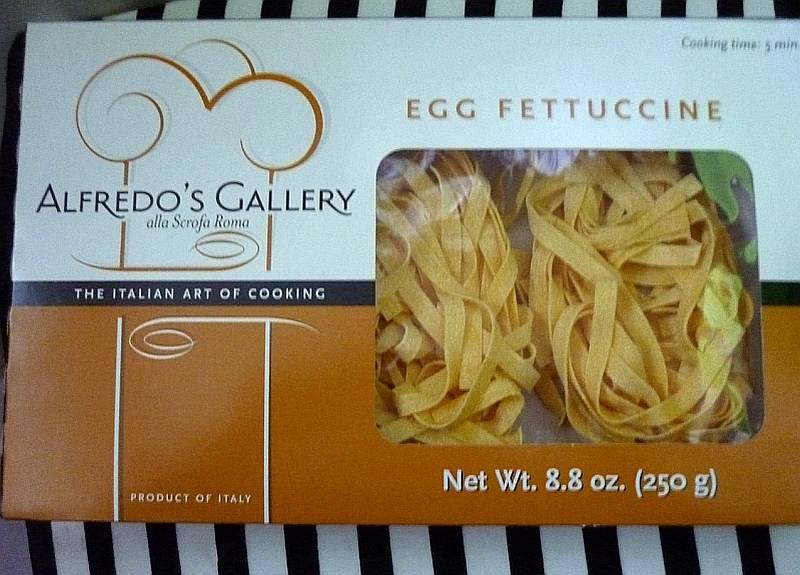 Cooking time: 5 min.
EGG FETTUCCINE
ALFREDO'S GALLERY
alla Scrofa Roma
THE ITALIAN ART OF COOKING
Net Wt. 8.8 oz. (250 g)
PRODUCT OF ITALY